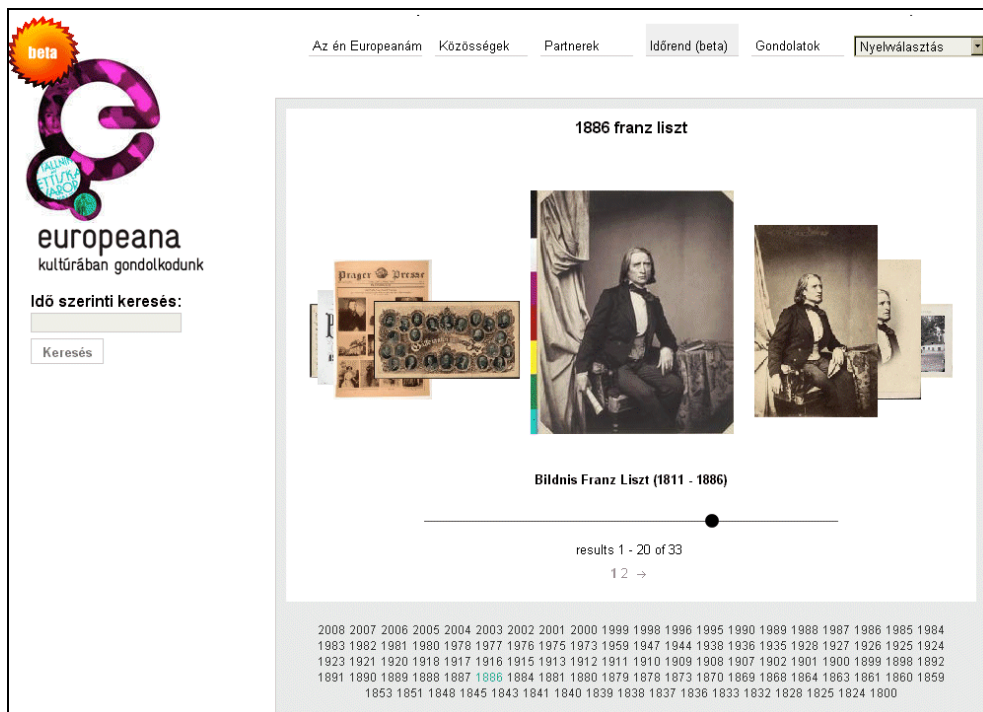 beta
Az én Europeanám Közösségek Partnerek Időrend (beta) Gondolatok Nyelwálasztás
TALLNIN
ETTISKA
VAROP
europeana
kultúrában gondolkodunk
Idő szerinti keresés:
Keresés
1886 franz liszt
Prager Presse
Bildnis Franz Liszt (1811 - 1886)
results 1 - 20 of 33
1 2 →
2008 2007 2006 2005 2004 2003 2002 2001 2000 1999 1998 1996 1995 1990 1989 1988 1987 1986 1985 1984
1983 1982 1981 1980 1978 1977 1976 1975 1973 1959 1947 1944 1938 1936 1935 1928 1927 1926 1925 1924
1923 1921 1920 1918 1917 1916 1915 1913 1912 1911 1910 1909 1908 1907 1902 1901 1900 1899 1898 1892
1891 1890 1889 1888 1887 1886 1884 1881 1880 1879 1878 1873 1870 1869 1868 1864 1863 1861 1860 1859
1853 1851 1848 1845 1843 1841 1840 1839 1838 1837 1836 1833 1832 1828 1825 1824 1800